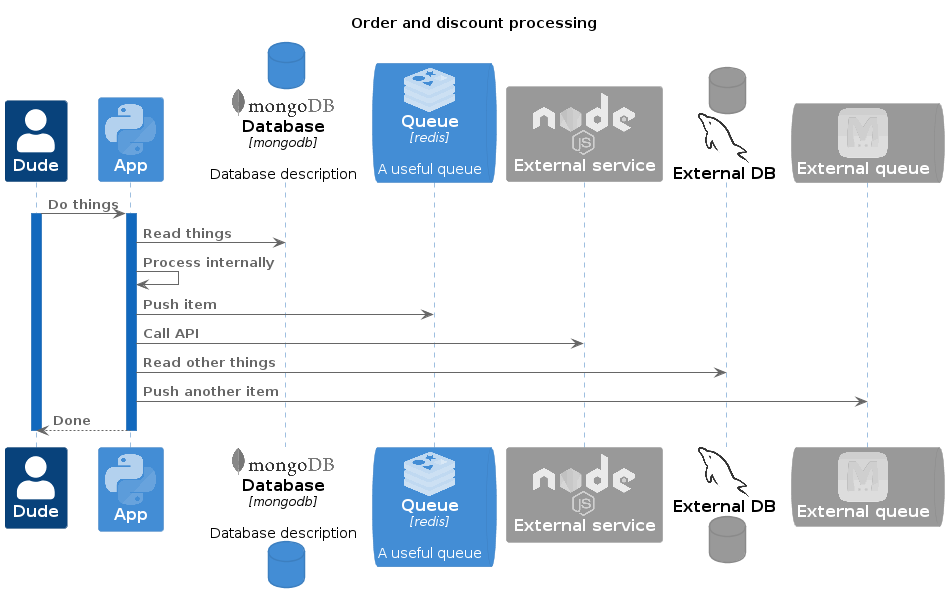 Order and discount processing
Dude
App
mongoDB
Database
[mongodb]
Database description
Queue
[redis]
A useful queue
node
JS
External service
External DB
M
External queue
Do things
Read things
Process internally
Push item
Call API
Read other things
Push another item
Done
Dude
App
mongoDB
Database
[mongodb]
Database description
Queue
[redis]
A useful queue
node
JS
External service
External DB
M
External queue